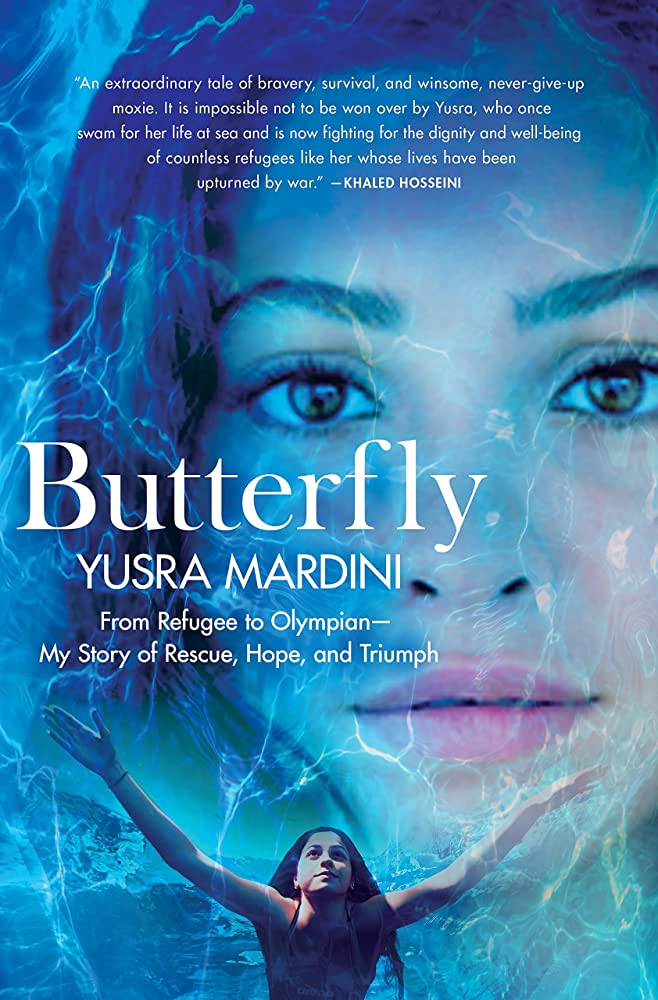 “An extraordinary tale of bravery, survival, and winsome, never-give-up
moxie. It is impossible not to be won over by Yusra, who once
swam for her life at sea and is now fighting for the dignity and well-being
of countless refugees like her whose lives have been
upturned by war.” —KHALED HOSSEINI
Butterfly
YUSRA MARDINI
From Refugee to Olympian—
My Story of Rescue, Hope, and Triumph